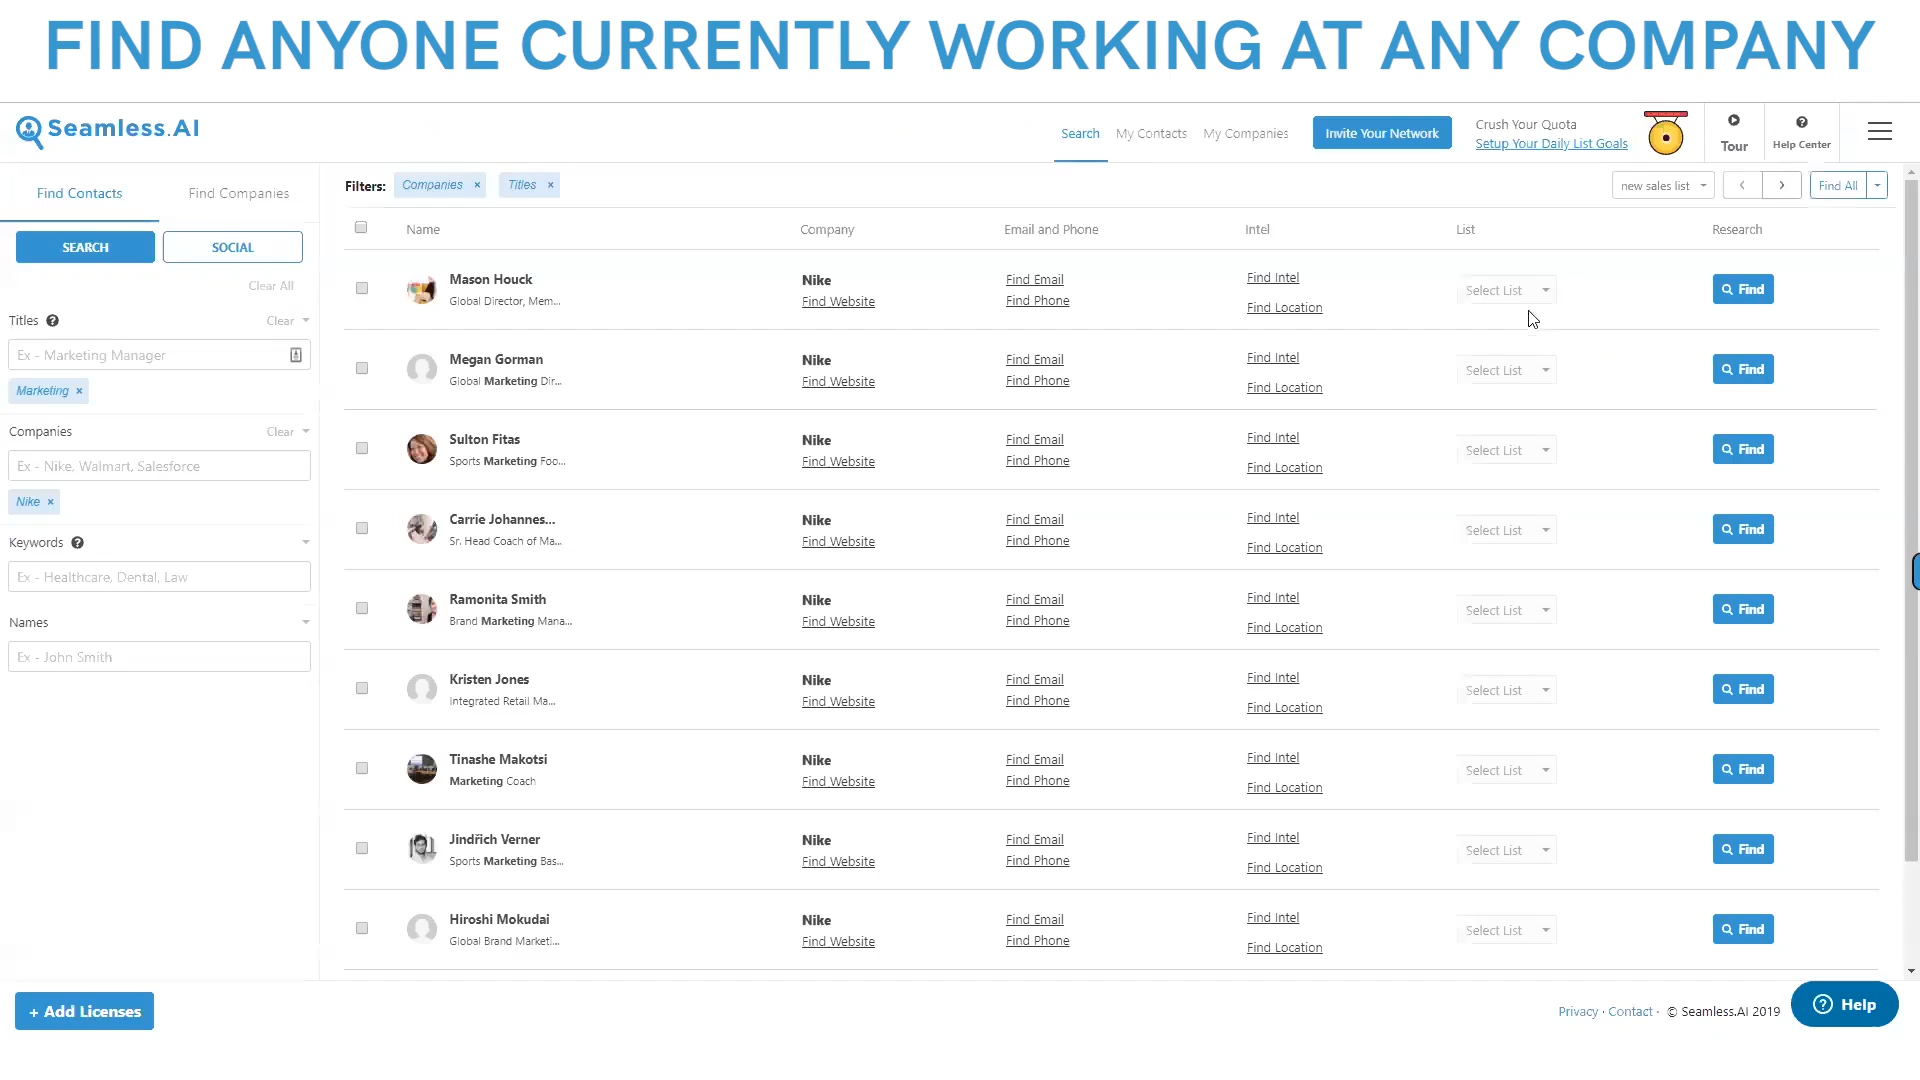 FIND ANYONE CURRENTLY WORKING AT ANY COMPANY
Seamless.AI
Search My Contacts My Companies Invite Your Network
Crush Your Quota
Setup Your Daily List Goals
Tour
Help Center
Find Contacts Find Companies
SEARCH SOCIAL
Clear All
Titles Clear
Ex - Marketing Manager
Marketing ×
Companies Clear
Ex - Nike, Walmart, Salesforce
Nike ×
Keywords
Ex - Healthcare, Dental, Law
Names
Ex - John Smith
Filters: Companies × Titles ×
new sales list Find All
Name Company Email and Phone Intel List Research
Mason Houck Nike Find Email Find Intel Select List Find
Global Director, Mem... Find Website Find Phone Find Location
Megan Gorman Nike Find Email Find Intel Select List Find
Global Marketing Dir... Find Website Find Phone Find Location
Sulton Fitas Nike Find Email Find Intel Select List Find
Sports Marketing Foo... Find Website Find Phone Find Location
Carrie Johannes... Nike Find Email Find Intel Select List Find
Sr. Head Coach of Ma... Find Website Find Phone Find Location
Ramonita Smith Nike Find Email Find Intel Select List Find
Brand Marketing Mana... Find Website Find Phone Find Location
Kristen Jones Nike Find Email Find Intel Select List Find
Integrated Retail Ma... Find Website Find Phone Find Location
Tinashe Makotsi Nike Find Email Find Intel Select List Find
Marketing Coach Find Website Find Phone Find Location
Jindřich Verner Nike Find Email Find Intel Select List Find
Sports Marketing Bas... Find Website Find Phone Find Location
Hiroshi Mokudai Nike Find Email Find Intel Select List Find
Global Brand Marketi... Find Website Find Phone Find Location
+ Add Licenses
Privacy · Contact · © Seamless.AI 2019
Help